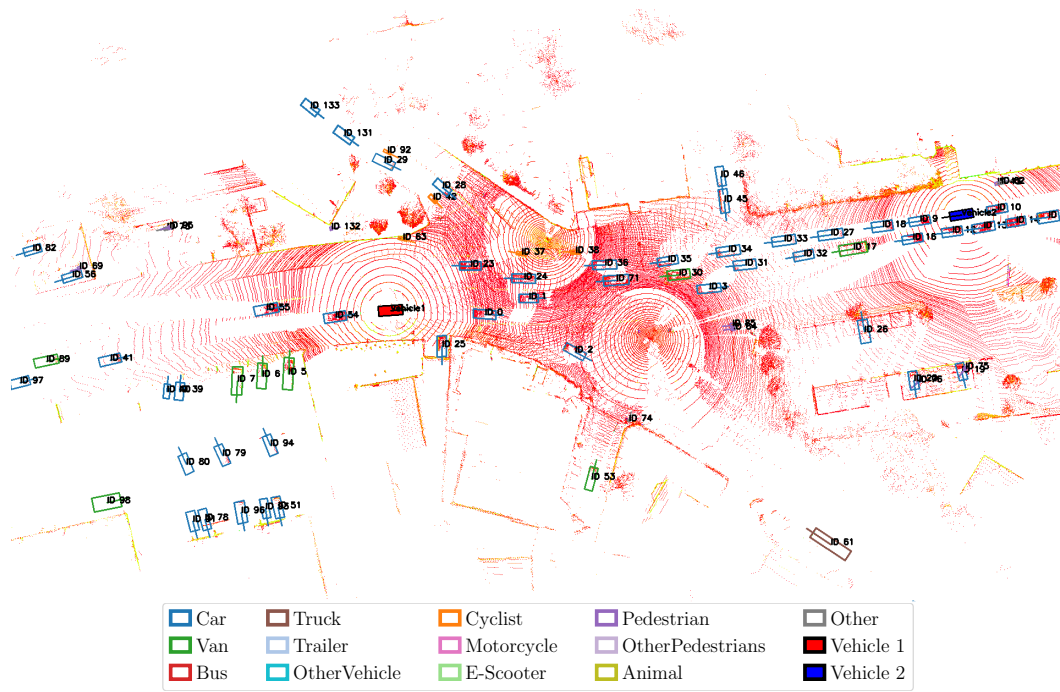 ID 133
ID 131
ID 92
ID 29
ID 46
ID 28
ID 42
ID 45
ID 132
ID 63
ID 10
ID 9
ID 18
ID 27
ID 33
ID 82
ID 37
ID 38
ID 34
ID 17
ID 32
ID 69
ID 56
ID 23
ID 24
ID 36
ID 35
ID 31
ID 30
ID 71
ID 3
ID 1
ID 55
ID 54
Vehicle1
ID 0
ID 26
ID 25
ID 2
ID 89
ID 41
ID 7
ID 6
ID 5
ID 97
ID 39
ID 75
ID 74
ID 94
ID 79
ID 80
ID 53
ID 98
ID 96
ID 51
ID 78
ID 61
Car
Truck
Cyclist
Pedestrian
Other
Van
Trailer
Motorcycle
OtherPedestrians
Vehicle 1
Bus
OtherVehicle
E-Scooter
Animal
Vehicle 2